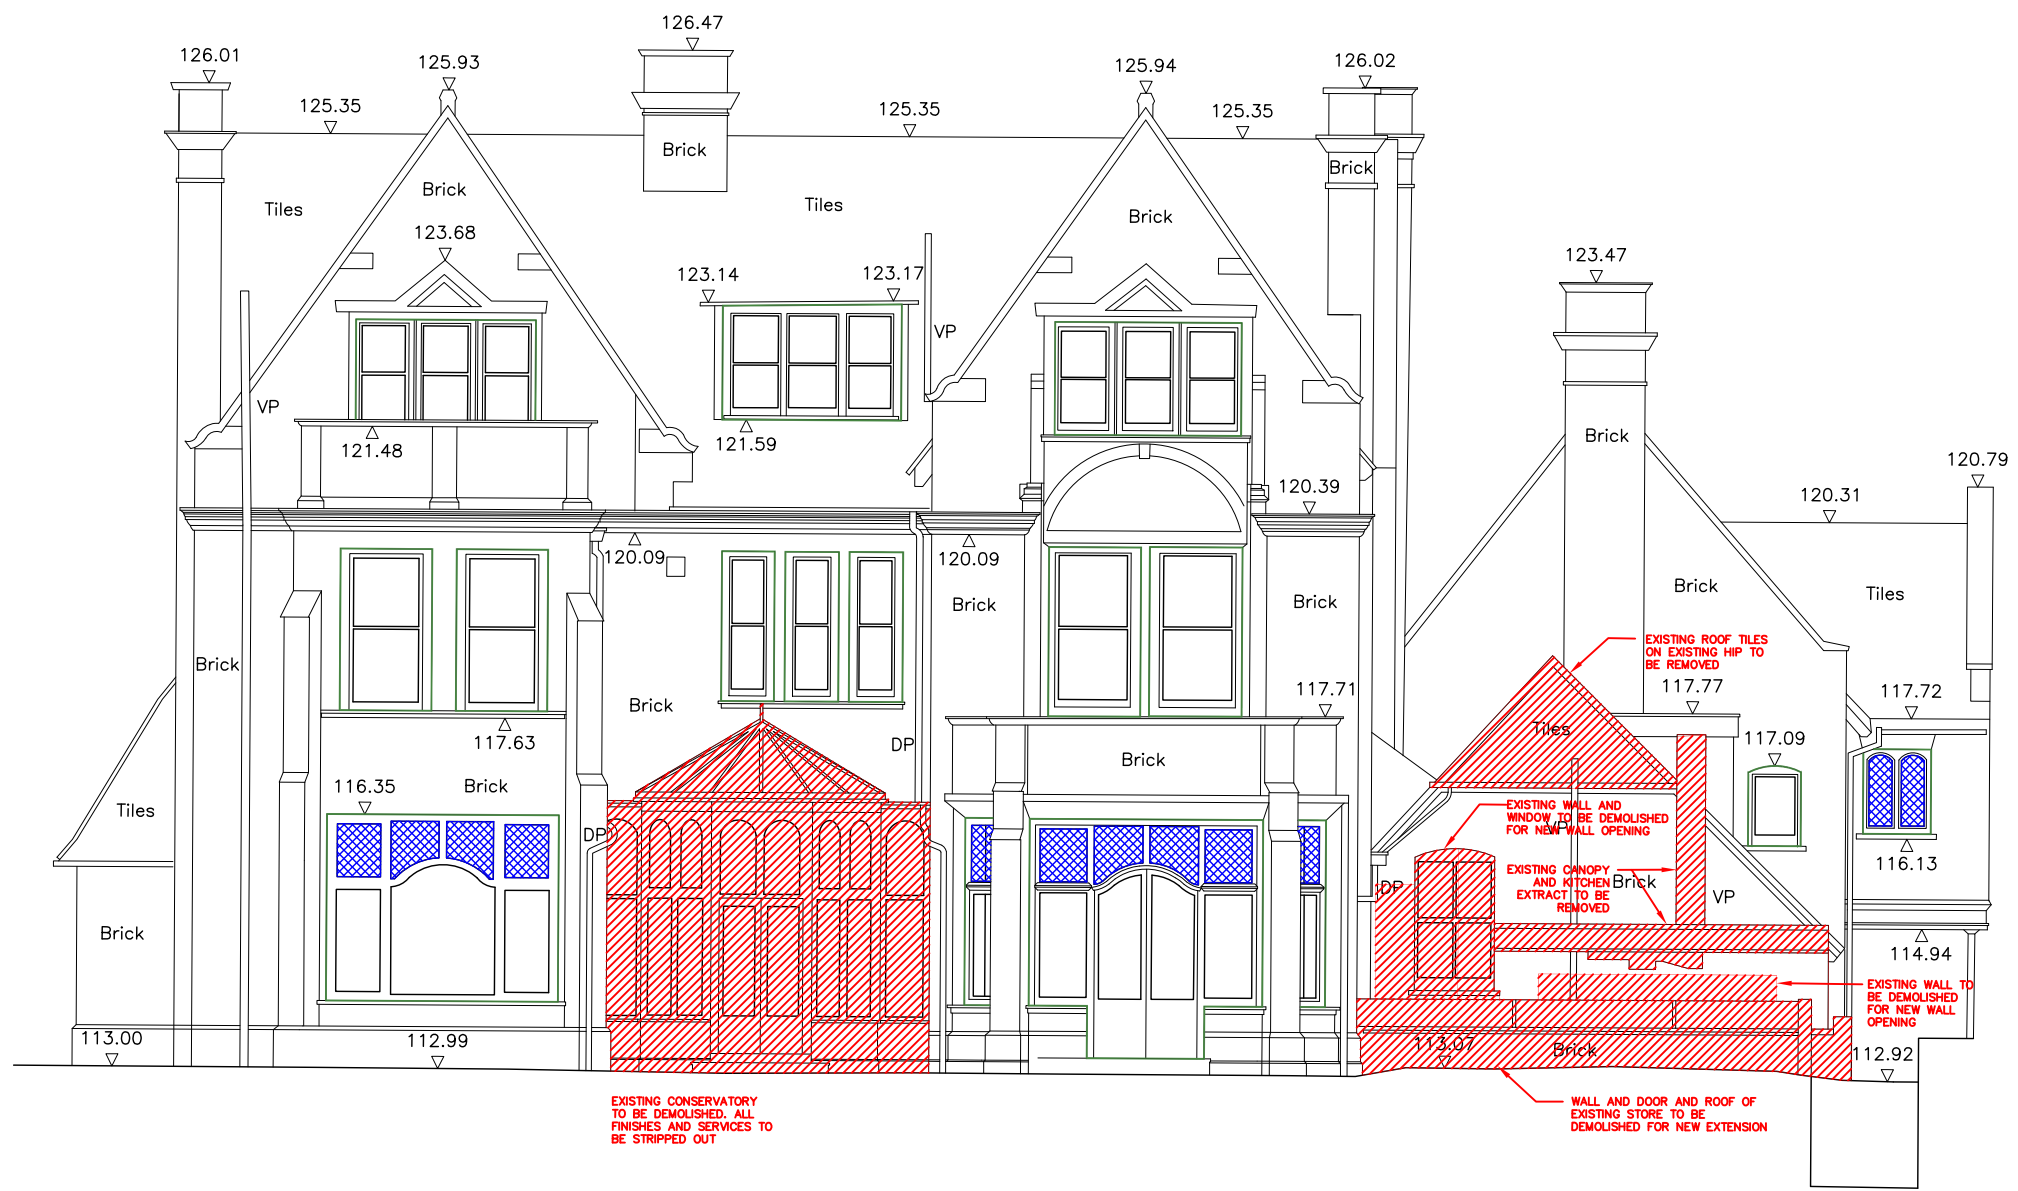 126.47
126.01
125.93
125.94
126.02
125.35
125.35
125.35
Brick
Brick
Brick
Tiles
Tiles
Brick
123.68
123.14
123.17
123.47
VP
VP
121.48
121.59
Brick
120.79
120.39
120.31
120.09
120.09
Brick
Brick
Brick
Tiles
Brick
EXISTING ROOF TILES
ON EXISTING HIP TO
BE REMOVED
Brick
117.71
117.77
117.72
117.63
DP
Tiles
117.09
Brick
116.35
Brick
Tiles
EXISTING WALL AND
WINDOW TO BE DEMOLISHED
FOR NEW WALL OPENING
VP
DP
116.13
EXISTING CANOPY
AND KITCHEN
EXTRACT TO BE
REMOVED
Brick
DP
VP
Brick
114.94
EXISTING WALL TO
BE DEMOLISHED
FOR NEW WALL
OPENING
113.00
112.99
113.07
Brick
112.92
EXISTING CONSERVATORY
TO BE DEMOLISHED. ALL
FINISHES AND SERVICES TO
BE STRIPPED OUT
WALL AND DOOR AND ROOF OF
EXISTING STORE TO BE
DEMOLISHED FOR NEW EXTENSION